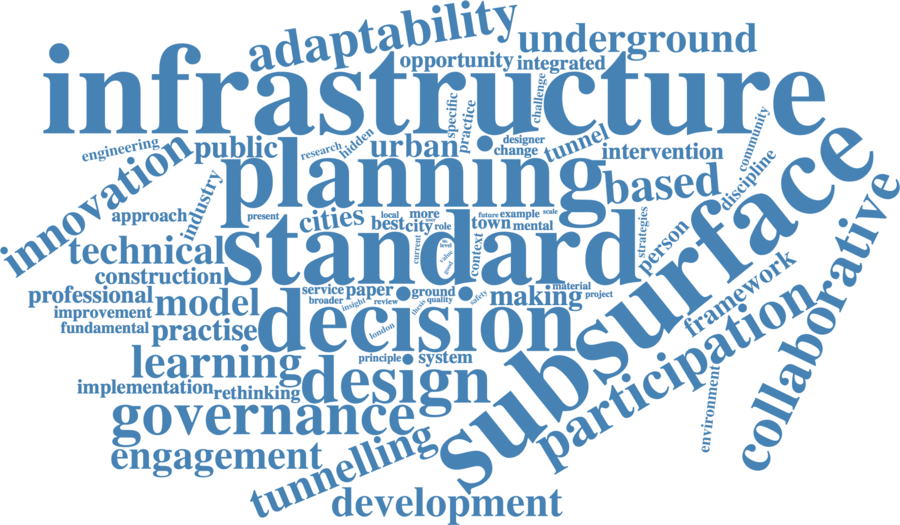 adaptability
underground
opportunity
integrated
infrastructure
challenge
specific
practice
engineering
public
research
hidden
urban
designer
change
tunnel
intervention
community
innovation
planning
based
discipline
subsurface
collaborative
industry
approach
present
cities
local
best
more
city
role
future
example
scale
town
mental
strategies
person
technical
standard
current
level
value
good
context
construction
professional
improvement
fundamental
model
practise
service
paper
broader
insight
review
ground
thesis
quality
safety
making
material
project
framework
decision
london
learning
principle
system
participation
implementation
rethinking
design
environment
governance
engagement
tunnelling
development